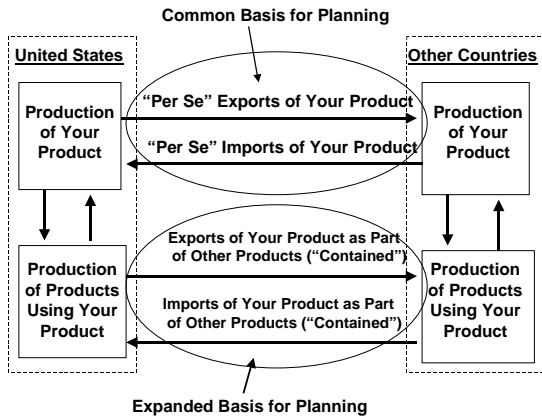 Common Basis for Planning
United States
Other Countries
Production
of Your
Product
“Per Se” Exports of Your Product
“Per Se” Imports of Your Product
Production
of Your
Product
Production
of Products
Using Your
Product
Exports of Your Product as Part
of Other Products (“Contained”)
Imports of Your Product as Part
of Other Products (“Contained”)
Production
of Products
Using Your
Product
Expanded Basis for Planning